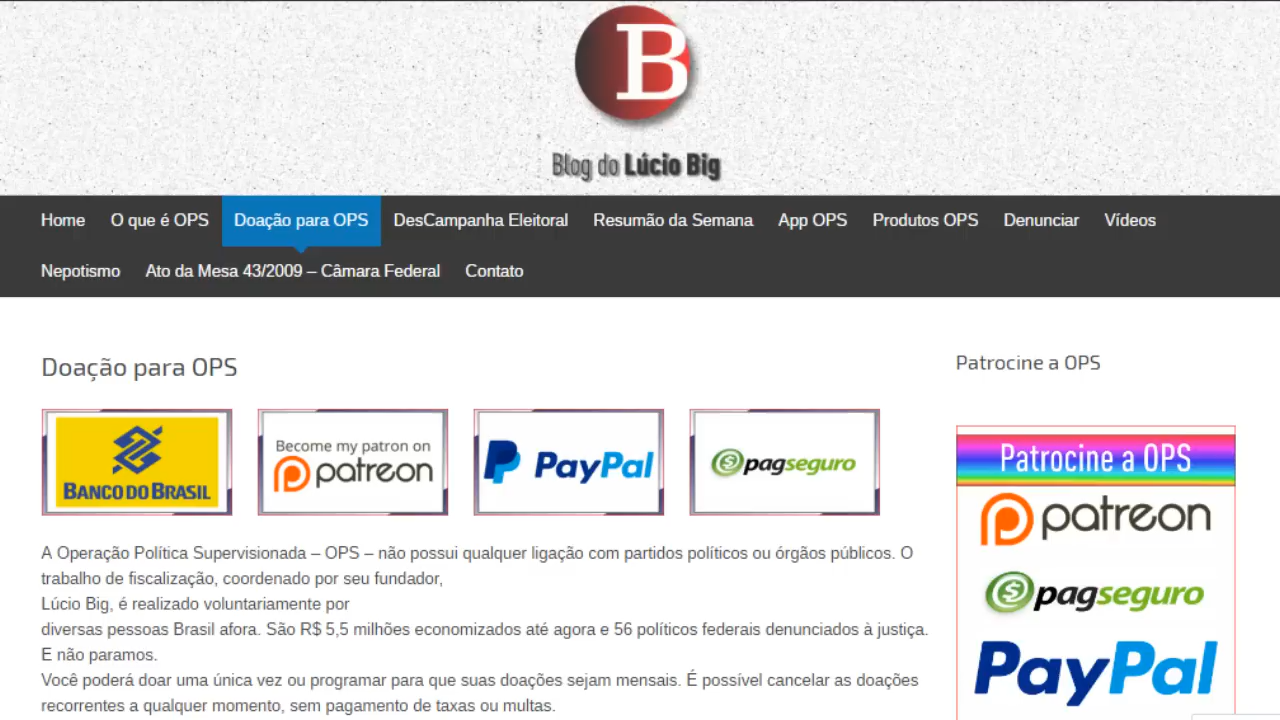 B
Blog do Lúcio Big
Home O que é OPS Doação para OPS DesCampanha Eleitoral Resumão da Semana App OPS Produtos OPS Denunciar Vídeos
Nepotismo Ato da Mesa 43/2009 – Câmara Federal Contato
Doação para OPS
BANCO DO BRASIL
Become my patron on
patreon
PayPal
pagseguro
A Operação Política Supervisionada – OPS – não possui qualquer ligação com partidos políticos ou órgãos públicos. O
trabalho de fiscalização, coordenado por seu fundador,
Lúcio Big, é realizado voluntariamente por
diversas pessoas Brasil afora. São R$ 5,5 milhões economizados até agora e 56 políticos federais denunciados à justiça.
E não paramos.
Você poderá doar uma única vez ou programar para que suas doações sejam mensais. É possível cancelar as doações
recorrentes a qualquer momento, sem pagamento de taxas ou multas.
Patrocine a OPS
Patrocine a OPS
patreon
pagseguro
PayPal